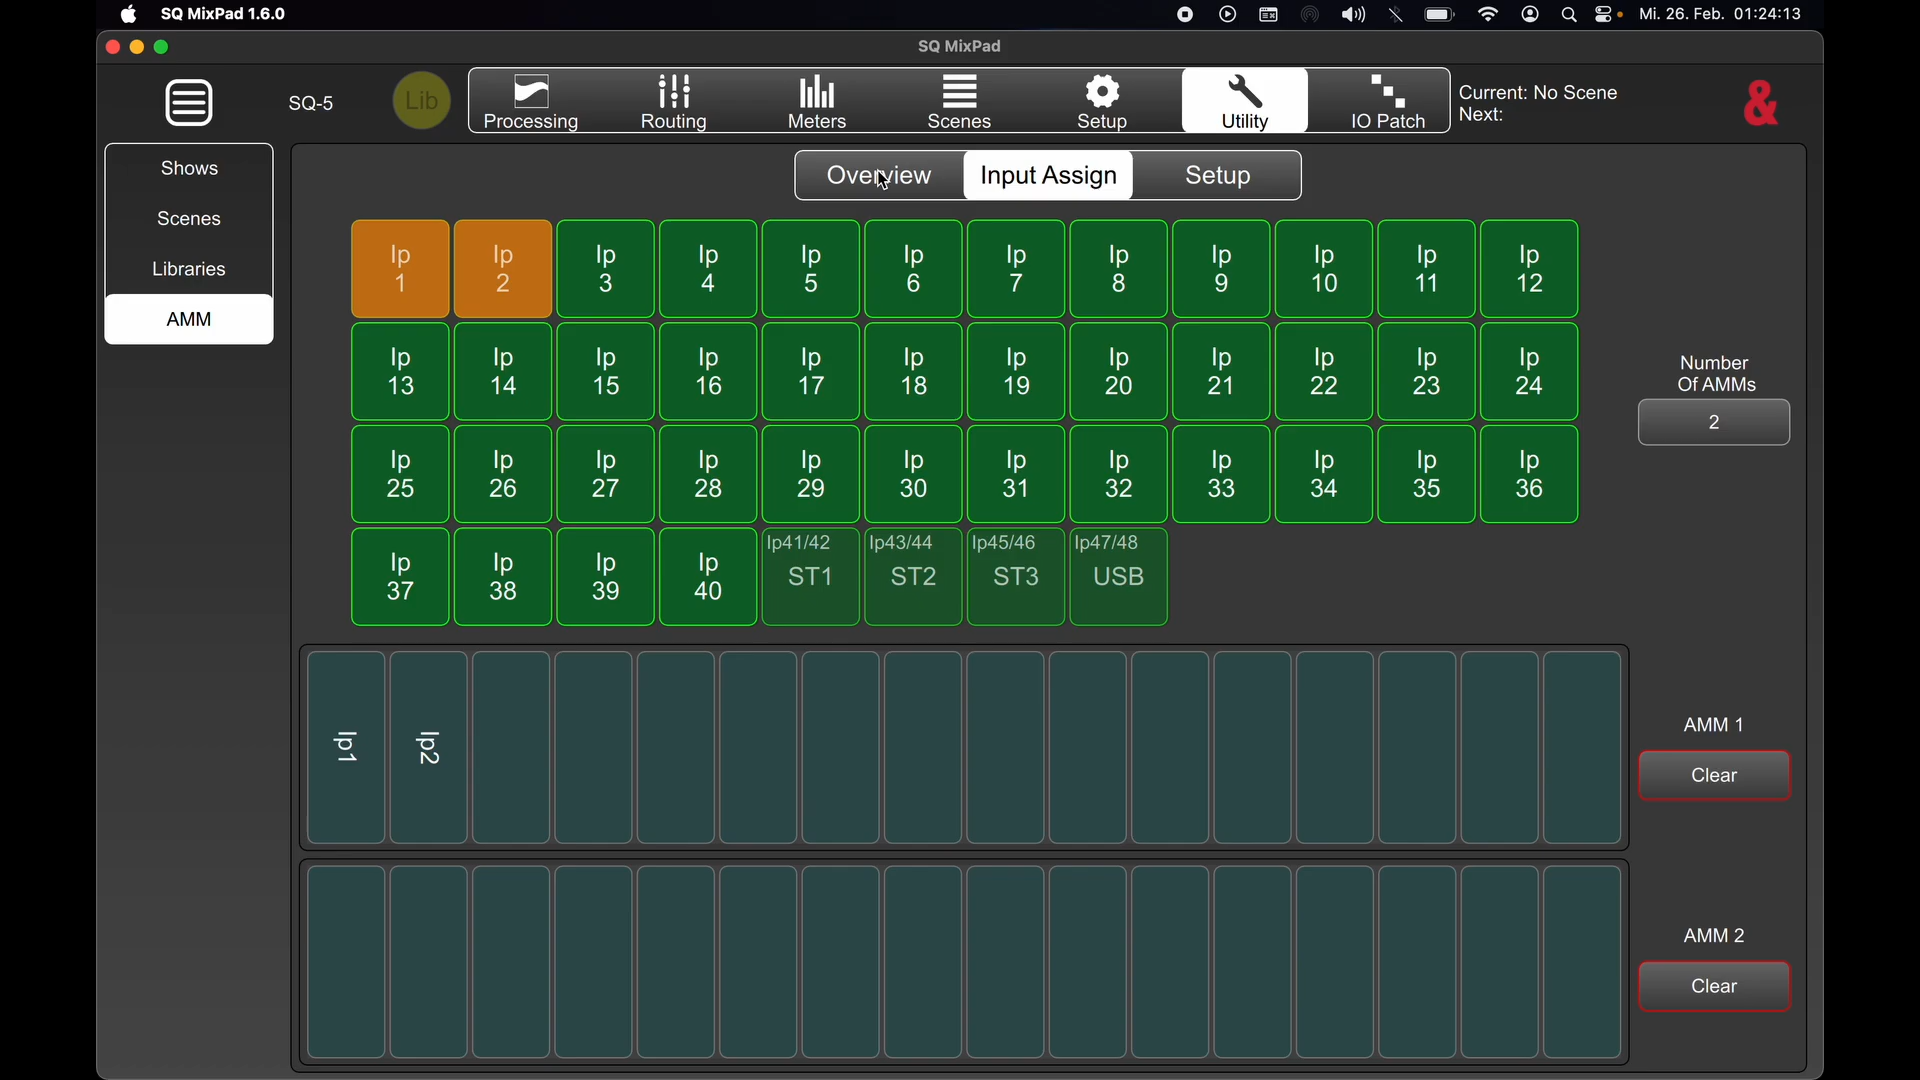 SQ MixPad 1.6.0
Mi. 26. Feb. 01:24:13
SQ MixPad
SQ-5
Lib
Processing
Routing
Meters
Scenes
Setup
Utility
IO Patch
Current: No Scene
Next:
&
Shows
Scenes
Libraries
AMM
Overview
Input Assign
Setup
Ip
1
Ip
2
Ip
3
Ip
4
Ip
5
Ip
6
Ip
7
Ip
8
Ip
9
Ip
10
Ip
11
Ip
12
Ip
13
Ip
14
Ip
15
Ip
16
Ip
17
Ip
18
Ip
19
Ip
20
Ip
21
Ip
22
Ip
23
Ip
24
Ip
25
Ip
26
Ip
27
Ip
28
Ip
29
Ip
30
Ip
31
Ip
32
Ip
33
Ip
34
Ip
35
Ip
36
Ip
37
Ip
38
Ip
39
Ip
40
Ip41/42
ST1
Ip43/44
ST2
Ip45/46
ST3
Ip47/48
USB
Number
Of AMMs
2
Ip1
Ip2
AMM 1
Clear
AMM 2
Clear